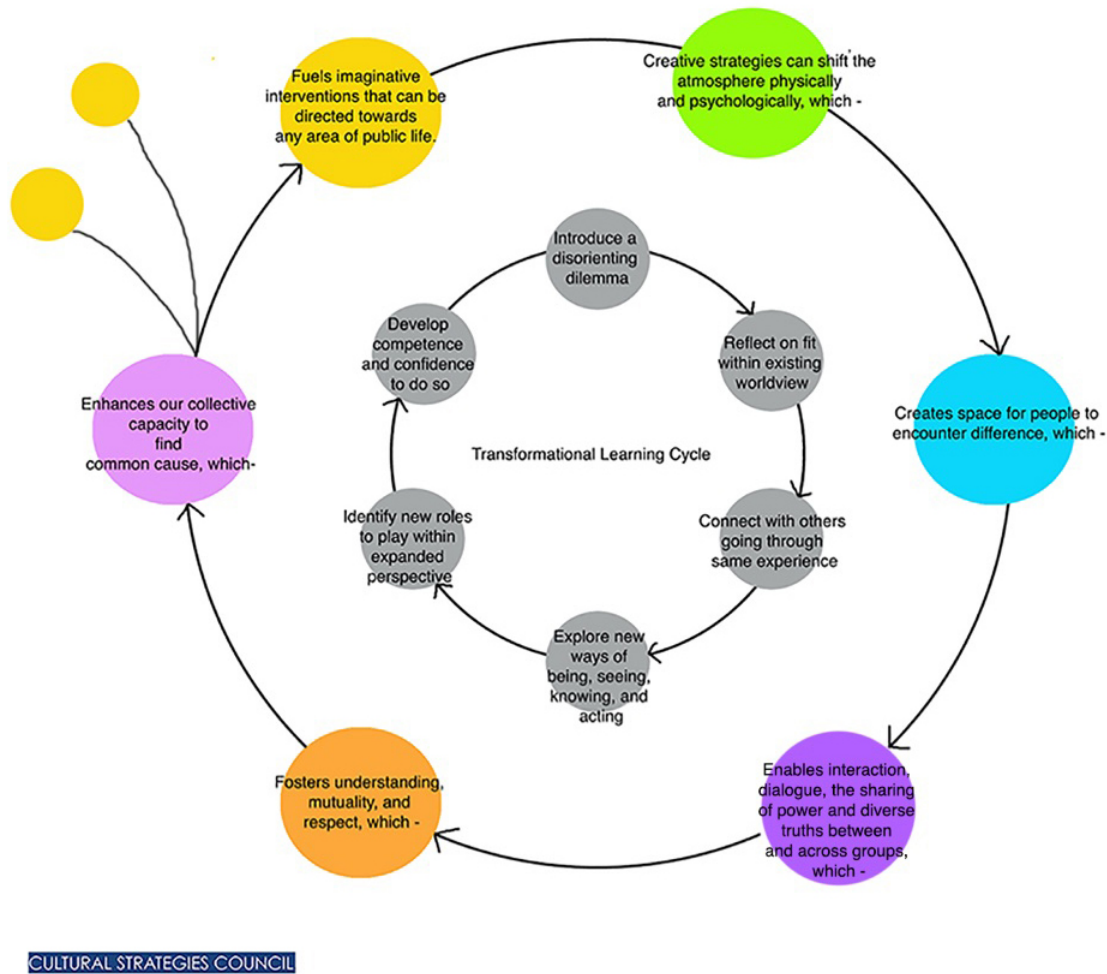 Fuels imaginative
interventions that can be
directed towards
any area of public life.
Creative strategies can shift the
atmosphere physically
and psychologically, which -
Creates space for people to
encounter difference, which -
Enables interaction,
dialogue, the sharing
of power and diverse
truths between
and across groups,
which -
Fosters understanding,
mutuality, and
respect, which -
Enhances our collective
capacity to
find
common cause, which-
Introduce a
disorienting
dilemma
Reflect on fit
within existing
worldview
Connect with others
going through
same experience
Explore new
ways of
being, seeing,
knowing, and
acting
Identify new roles
to play within
expanded
perspective
Develop
competence
and confidence
to do so
Transformational Learning Cycle
CULTURAL STRATEGIES COUNCIL